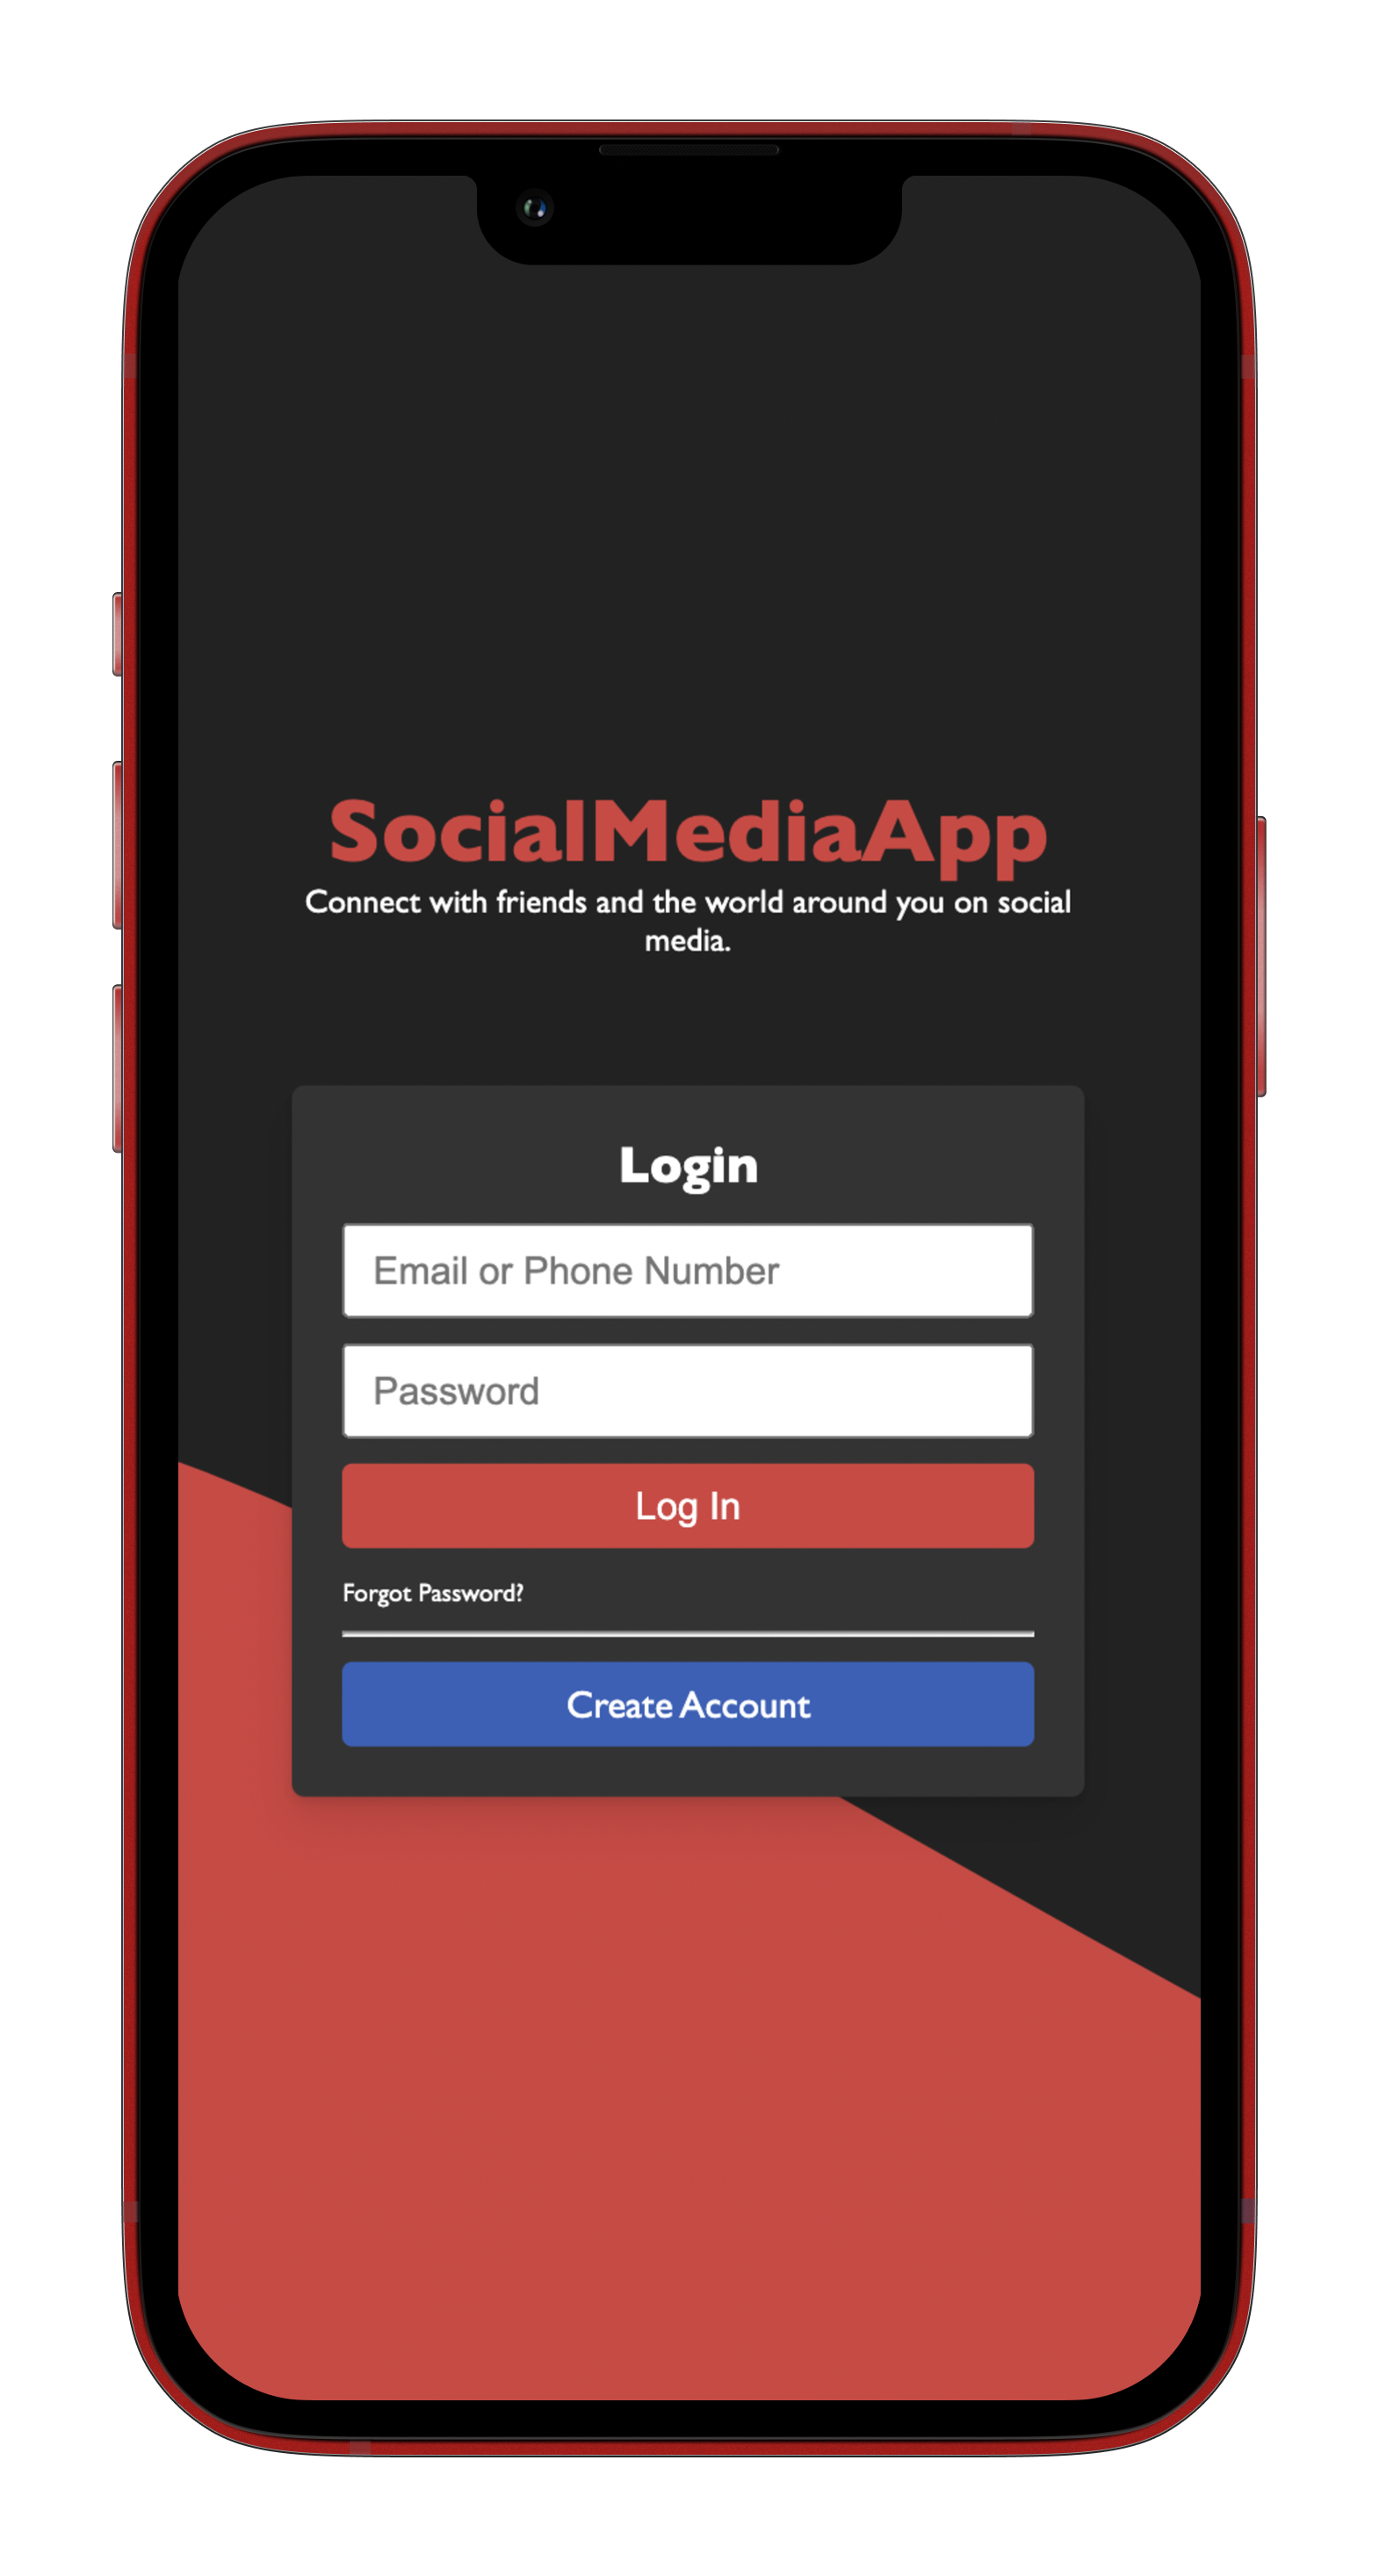 SocialMediaApp
Connect with friends and the world around you on social
media.
Login
Email or Phone Number
Password
Log In
Forgot Password?
Create Account